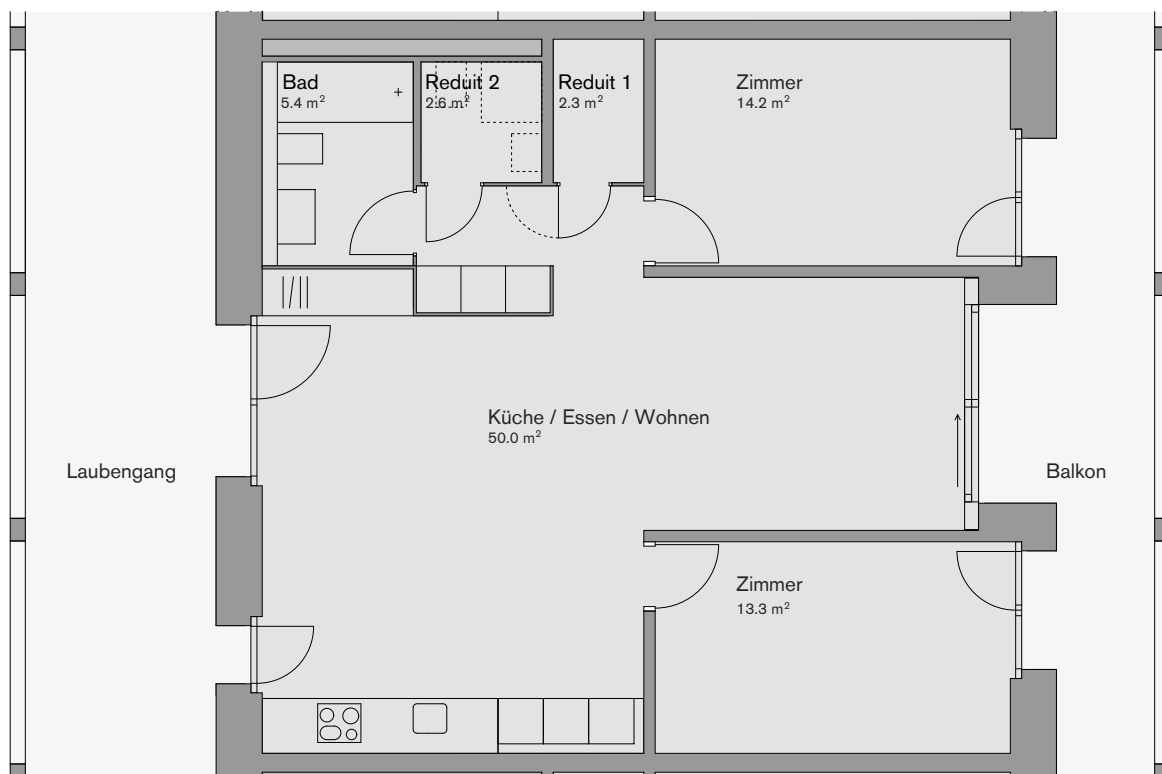 Bad
5.4 m²
Reduit 2
2.6 m²
Reduit 1
2.3 m²
Zimmer
14.2 m²
Küche / Essen / Wohnen
50.0 m²
Laubengang
Balkon
Zimmer
13.3 m²